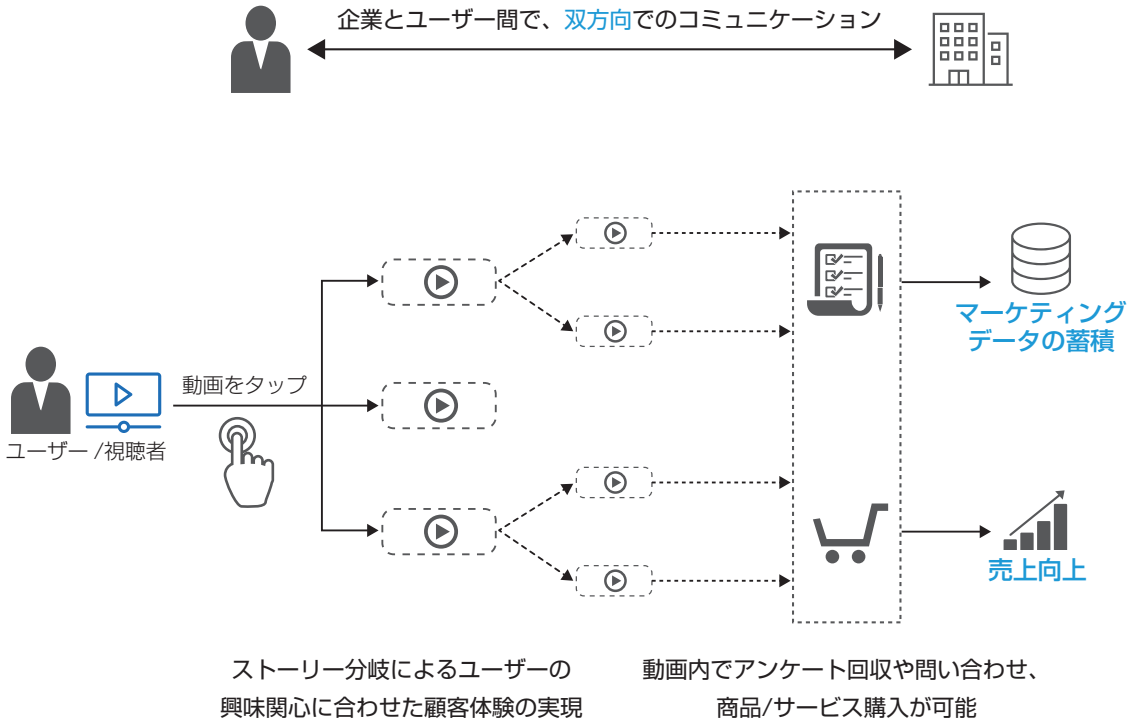 企業とユーザー間で、双方向でのコミュニケーション
動画をタップ
ユーザー/視聴者
マーケティング
データの蓄積
売上向上
ストーリー分岐によるユーザーの
興味関心に合わせた顧客体験の実現
動画内でアンケート回収や問い合わせ、
商品/サービス購入が可能